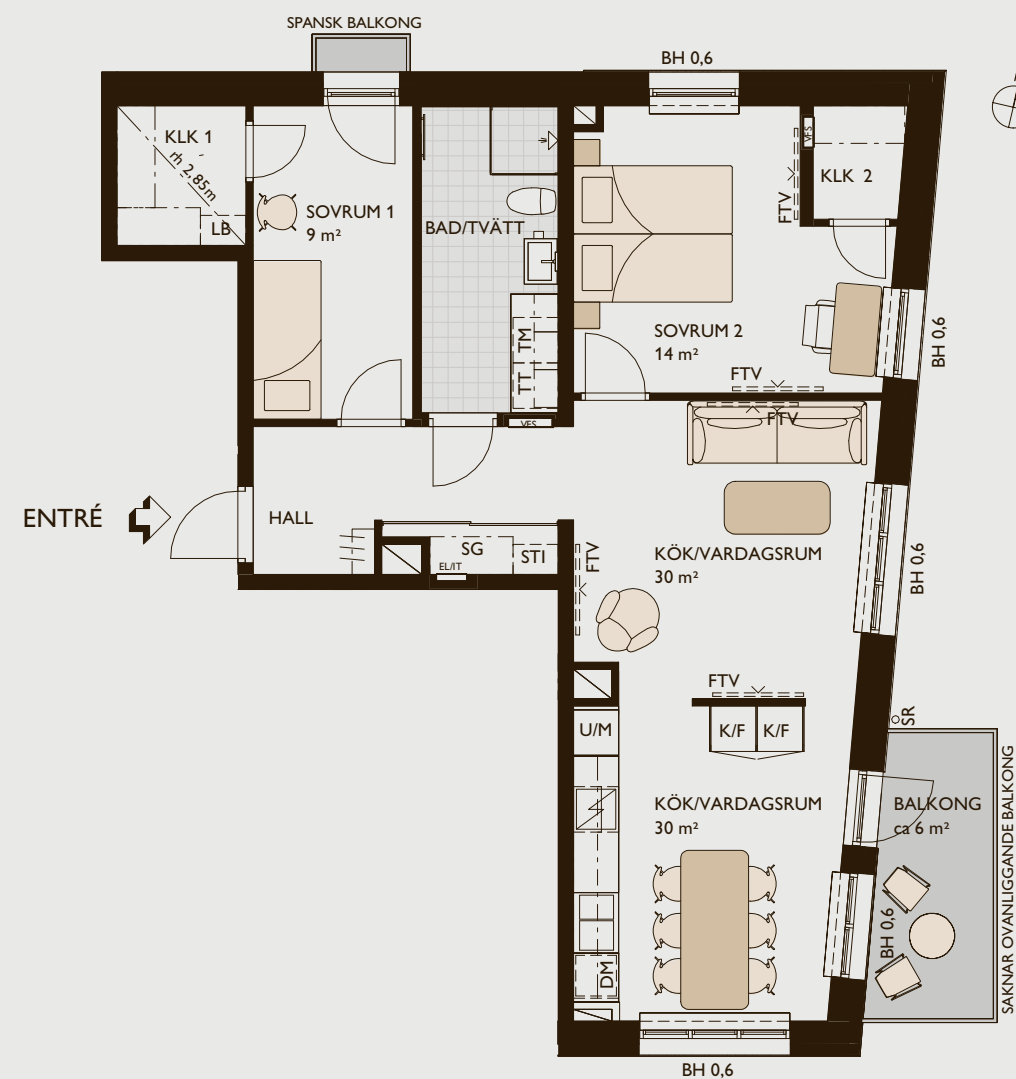 SPANSK BALKONG
BH 0,6
KLK 1
rh 2,85m
LB
SOVRUM 1
9 m²
BAD/TVÄTT
TM
TT
VFS
VFS
FTV
KLK 2
SOVRUM 2
14 m²
FTV
FTV
BH 0,6
ENTRÉ
HALL
SG
STI
EL/IT
FTV
KÖK/VARDAGSRUM
30 m²
BH 0,6
FTV
K/F
K/F
U/M
SR
KÖK/VARDAGSRUM
30 m²
BALKONG
ca 6 m²
BH 0,6
SAKNAR OVANLIGGANDE BALKONG
DM
BH 0,6